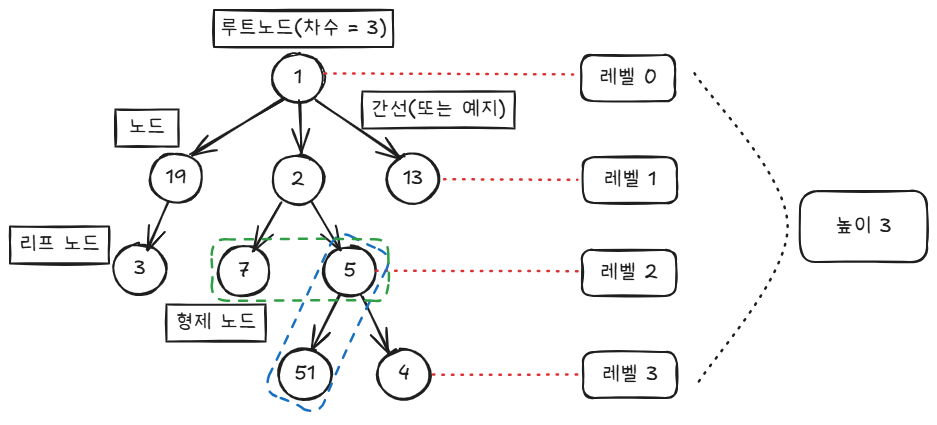 루트노드(차수 = 3)
1
레벨 0
간선(또는 예지)
노드
19
2
13
레벨 1
높이 3
리프 노드
3
7
5
레벨 2
형제 노드
51
4
레벨 3